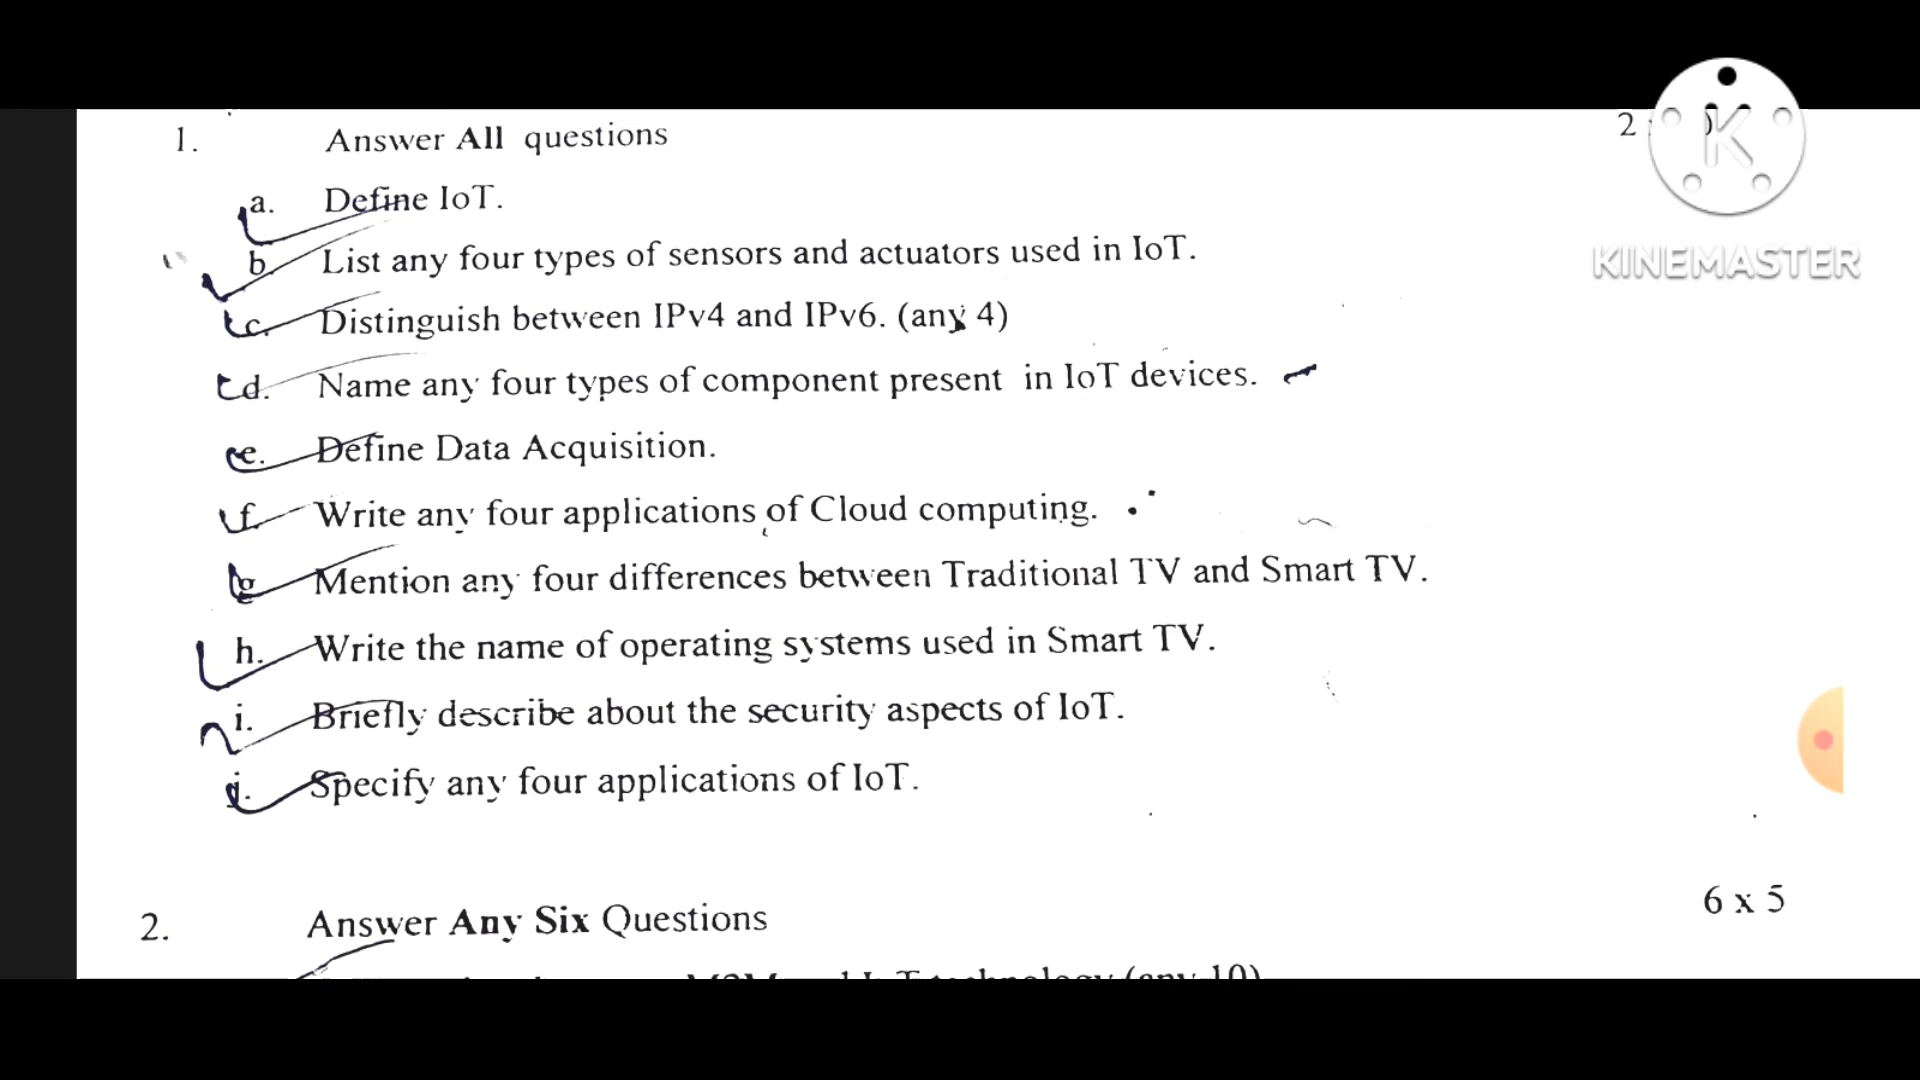 1. Answer All questions 2
a. Define IoT.
b. List any four types of sensors and actuators used in IoT.
c. Distinguish between IPv4 and IPv6. (any 4)
d. Name any four types of component present in IoT devices.
e. Define Data Acquisition.
f. Write any four applications of Cloud computing.
g. Mention any four differences between Traditional TV and Smart TV.
h. Write the name of operating systems used in Smart TV.
i. Briefly describe about the security aspects of IoT.
j. Specify any four applications of IoT.
2. Answer Any Six Questions 6 x 5
technology (any 10)
K
KINEMASTER